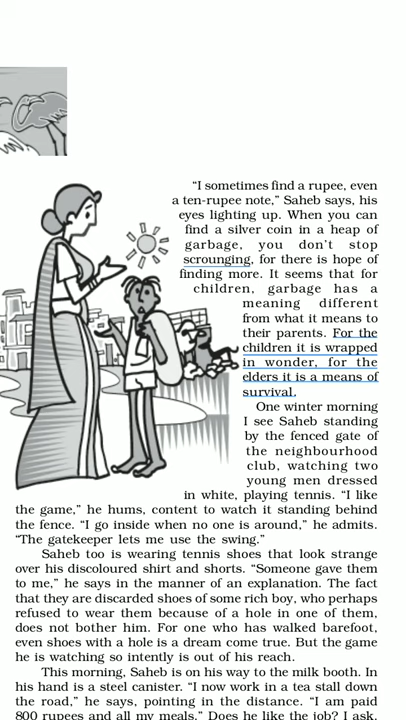 “I sometimes find a rupee, even
a ten-rupee note,” Saheb says, his
eyes lighting up. When you can
find a silver coin in a heap of
garbage, you don’t stop
scrounging, for there is hope of
finding more. It seems that for
children, garbage has a
meaning different
from what it means to
their parents. For the
children it is wrapped
in wonder, for the
elders it is a means of
survival.
One winter morning
I see Saheb standing
by the fenced gate of
the neighbourhood
club, watching two
young men dressed
in white, playing tennis. “I like
the game,” he hums, content to watch it standing behind
the fence. “I go inside when no one is around,” he admits.
“The gatekeeper lets me use the swing.”
Saheb too is wearing tennis shoes that look strange
over his discoloured shirt and shorts. “Someone gave them
to me,” he says in the manner of an explanation. The fact
that they are discarded shoes of some rich boy, who perhaps
refused to wear them because of a hole in one of them,
does not bother him. For one who has walked barefoot,
even shoes with a hole is a dream come true. But the game
he is watching so intently is out of his reach.
This morning, Saheb is on his way to the milk booth. In
his hand is a steel canister. “I now work in a tea stall down
the road,” he says, pointing in the distance. “I am paid
800 rupees and all my meals.” Does he like the job? I ask.